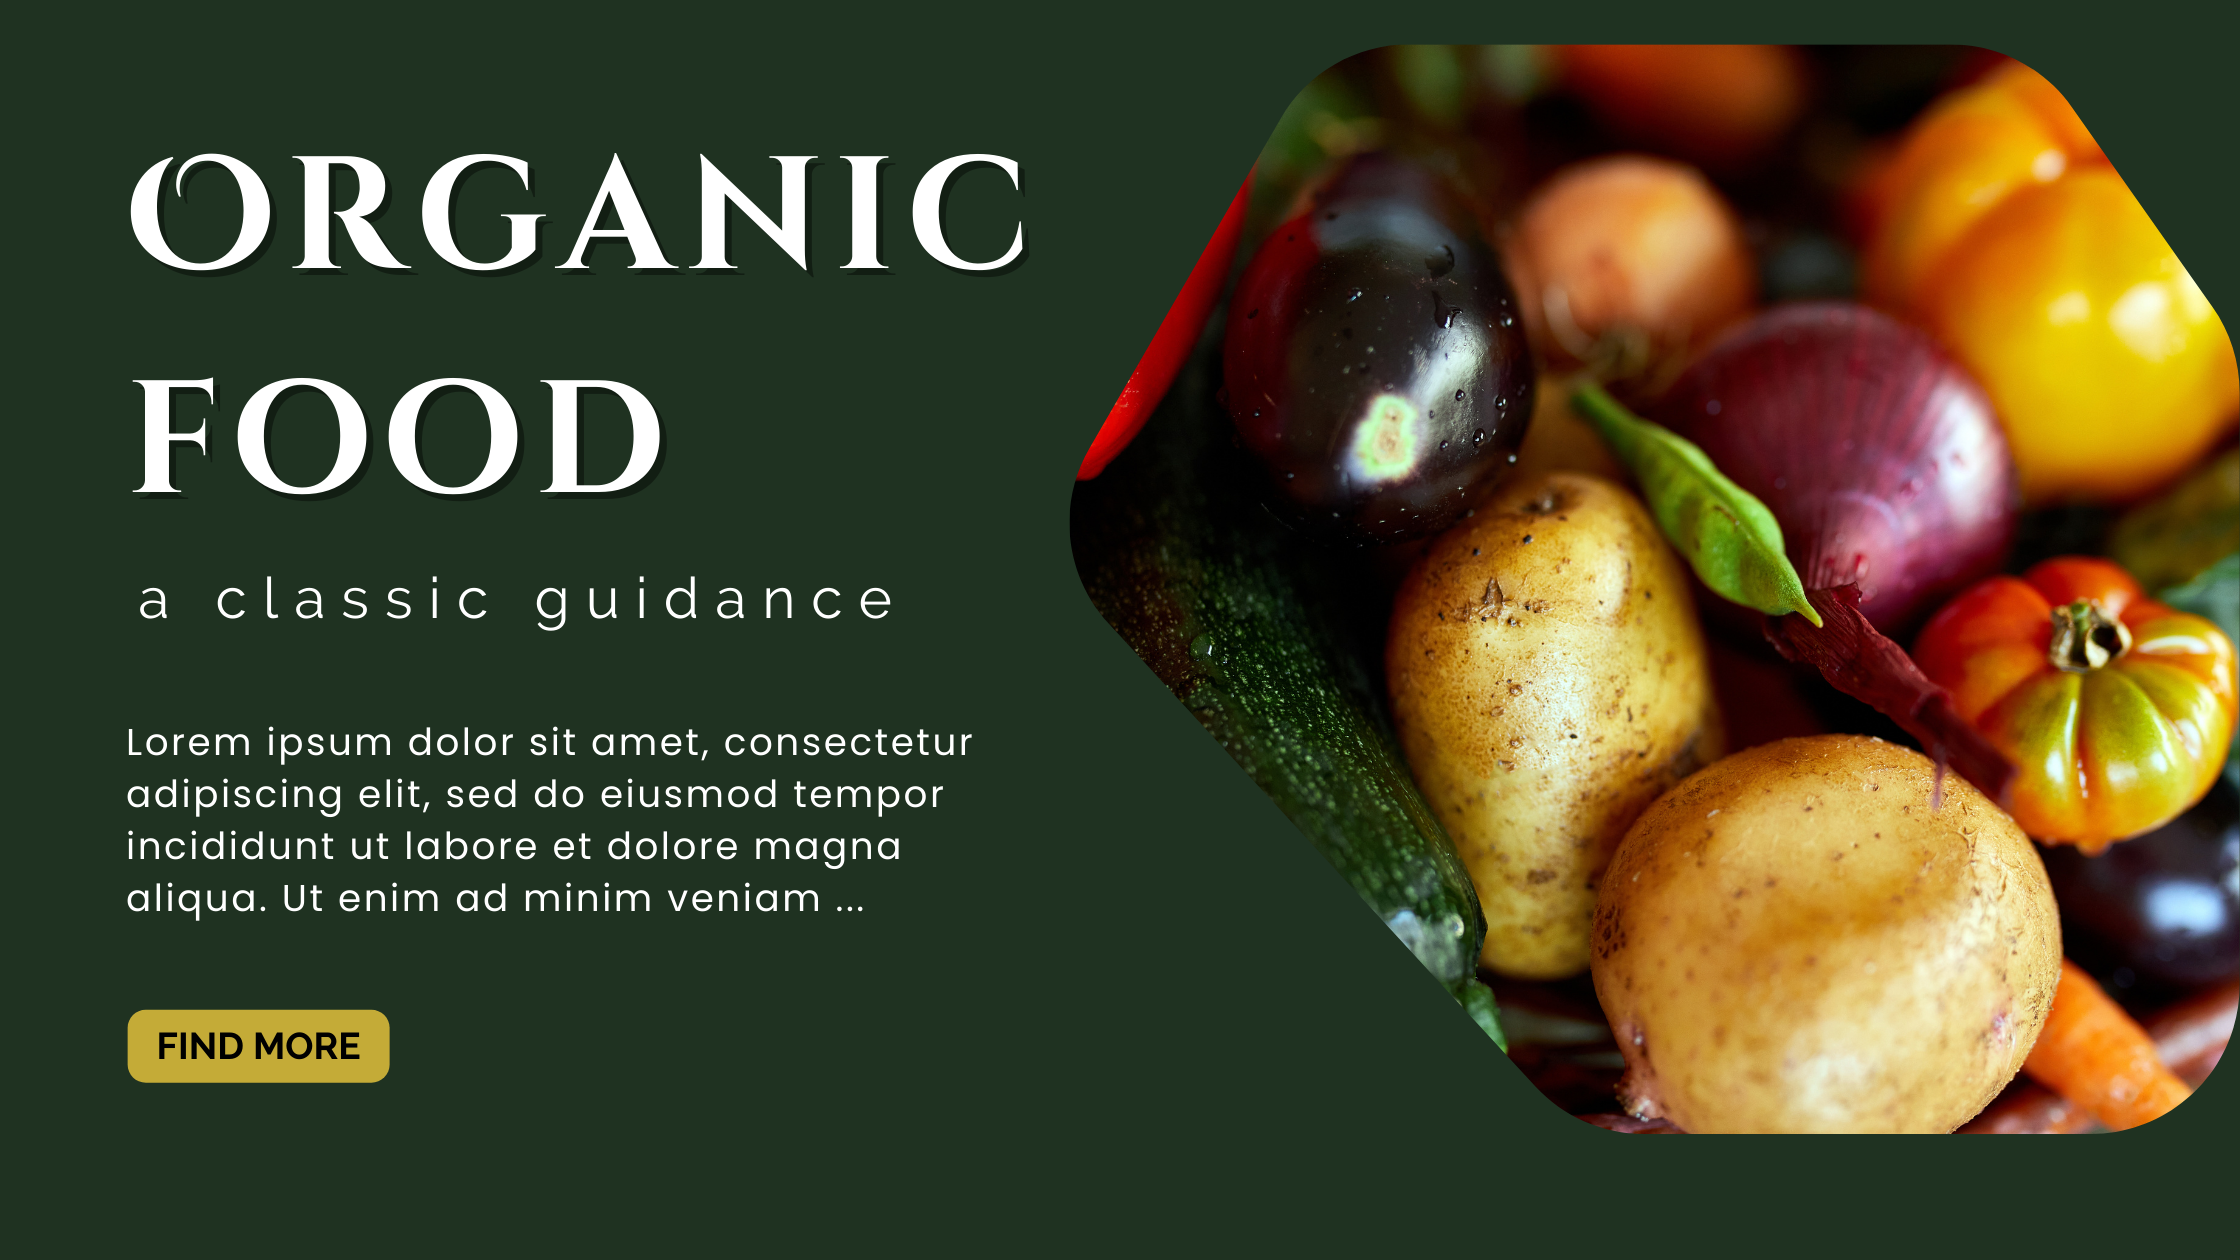 ORGANIC
FOOD
a classic guidance
Lorem ipsum dolor sit amet, consectetur
adipiscing elit, sed do eiusmod tempor
incididunt ut labore et dolore magna
aliqua. Ut enim ad minim veniam ...
FIND MORE